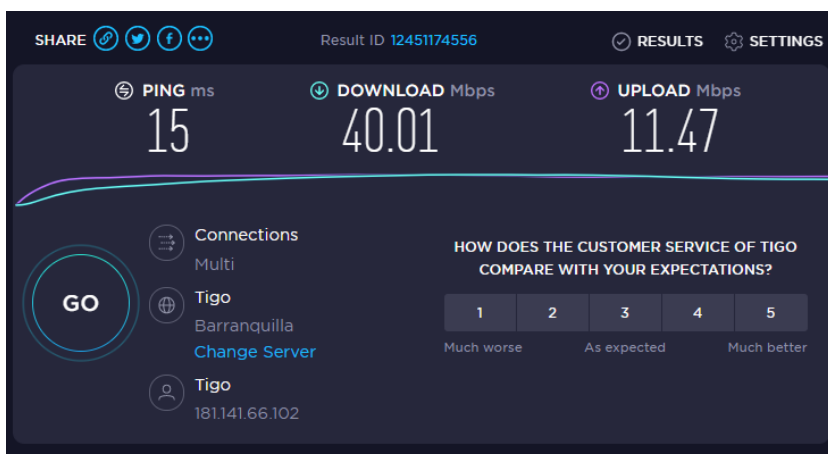 SHARE
Result ID 12451174556
RESULTS
SETTINGS
PING ms
15
DOWNLOAD Mbps
40.01
UPLOAD Mbps
11.47
GO
Connections
Multi
Tigo
Barranquilla
Change Server
Tigo
181.141.66.102
HOW DOES THE CUSTOMER SERVICE OF TIGO
COMPARE WITH YOUR EXPECTATIONS?
1 2 3 4 5
Much worse As expected Much better